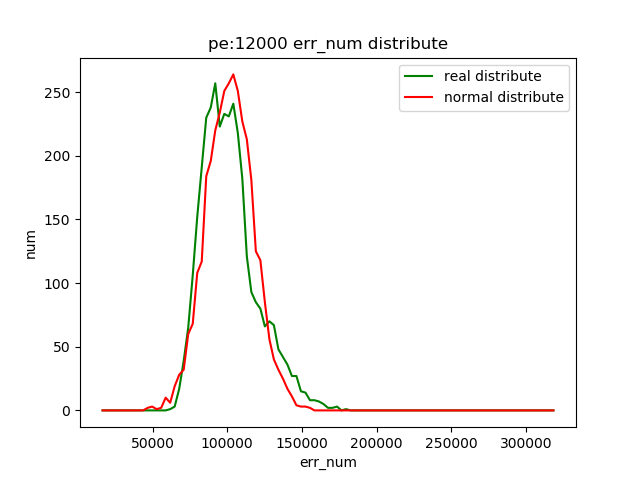 pe:12000 err_num distribute
real distribute
normal distribute
num
250
200
150
100
50
0
50000 100000 150000 200000 250000 300000
err_num